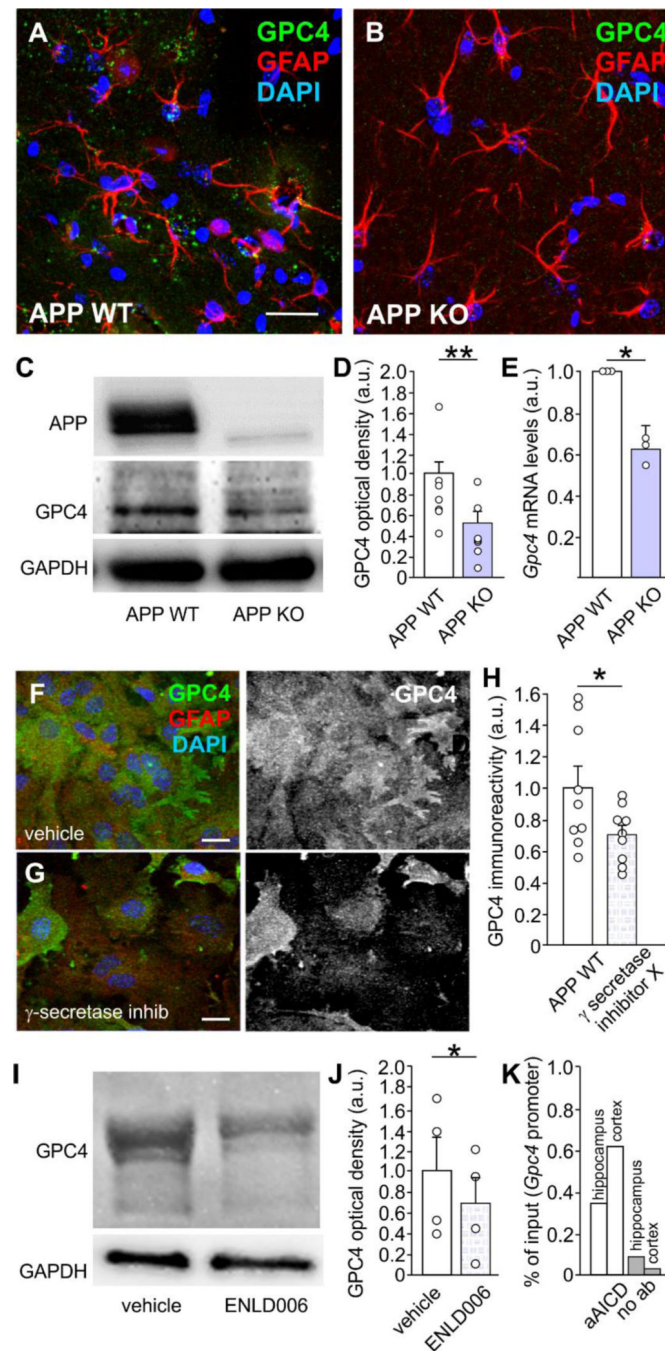 A
GPC4
GFAP
DAPI
APP WT
B
GPC4
GFAP
DAPI
APP KO
C
APP
GPC4
GAPDH
APP WT APP KO
D
GPC4 optical density (a.u.)
2.0
1.8
1.6
1.4
1.2
1.0
0.8
0.6
0.4
0.2
0
**
APP WT
APP KO
E
Gpc4 mRNA levels (a.u.)
1.0
0.8
0.6
0.4
0.2
*
APP WT
APP KO
F
GPC4
GFAP
DAPI
vehicle
GPC4
G
γ-secretase inhib
H
GPC4 immunoreactivity (a.u.)
1.6
1.4
1.2
1.0
0.8
0.6
0.4
0.2
0
*
APP WT
γ secretase
inhibitor X
I
GPC4
GAPDH
vehicle ENLD006
J
GPC4 optical density (a.u.)
2.0
1.8
1.6
1.4
1.2
1.0
0.8
0.6
0.4
0.2
0
*
vehicle
ENLD006
K
% of input (Gpc4 promoter)
1.0
0.8
0.6
0.4
0.2
0
hippocampus
cortex
hippocampus
cortex
aAICD
no ab